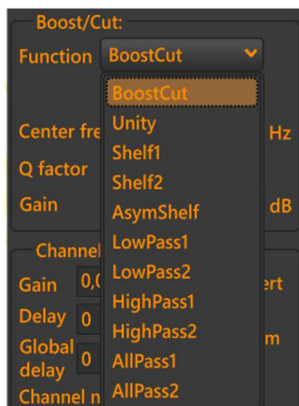 Boost/Cut:
Function BoostCut
BoostCut
Unity
Center fre Hz
Shelf1
Q factor
Shelf2
Gain dB
AsymShelf
Channel
LowPass1
Gain 0,0 ert
LowPass2
HighPass1
Delay 0
HighPass2 m
Global
delay 0
AllPass1
Channel n AllPass2